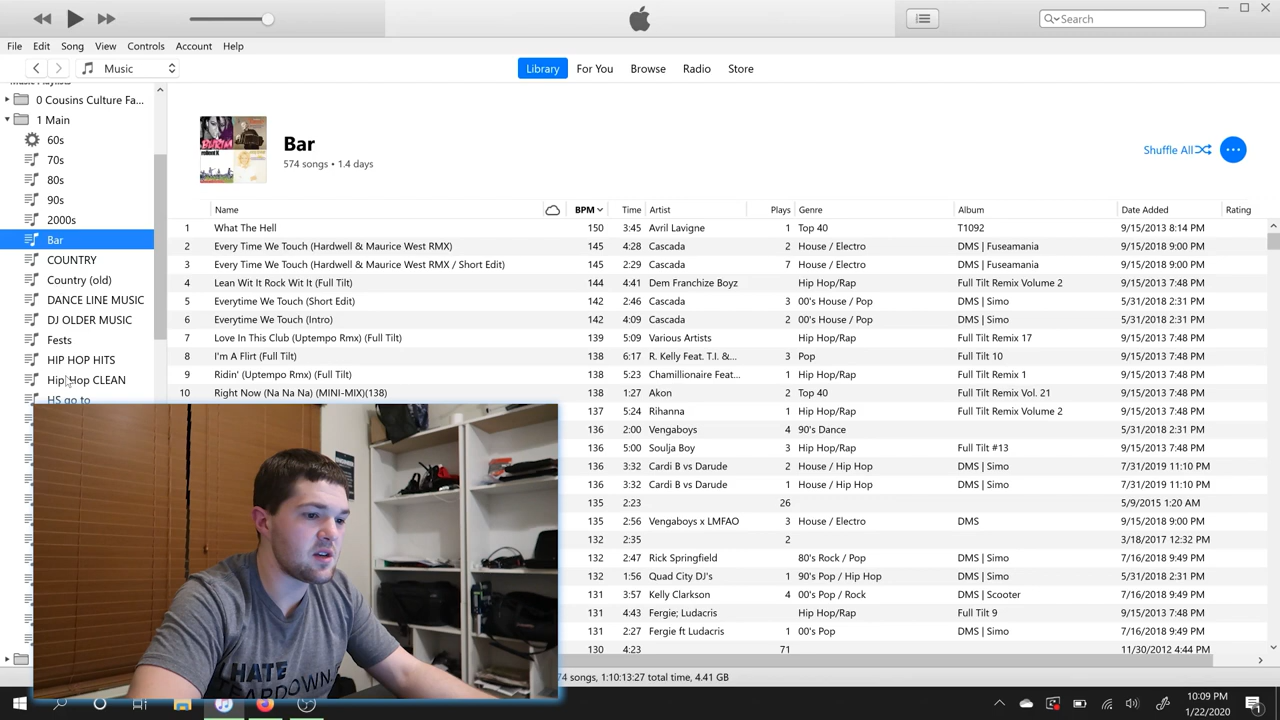 Search
File Edit Song View Controls Account Help
Music
Library For You Browse Radio Store
0 Cousins Culture Fa...
1 Main
60s
70s
80s
90s
2000s
Bar
COUNTRY
Country (old)
DANCE LINE MUSIC
DJ OLDER MUSIC
Fests
HIP HOP HITS
Hip Hop CLEAN
HS go to
Bar
574 songs • 1.4 days
Shuffle All
Name BPM Time Artist Plays Genre Album Date Added Rating
1 What The Hell 150 3:45 Avril Lavigne 1 Top 40 T1092 9/15/2013 8:14 PM
2 Every Time We Touch (Hardwell & Maurice West RMX) 145 4:28 Cascada 2 House / Electro DMS | Fuseamania 9/15/2018 9:00 PM
3 Every Time We Touch (Hardwell & Maurice West RMX / Short Edit) 145 2:29 Cascada 7 House / Electro DMS | Fuseamania 9/15/2018 9:00 PM
4 Lean Wit It Rock Wit It (Full Tilt) 144 4:41 Dem Franchize Boyz Hip Hop/Rap Full Tilt Remix Volume 2 9/15/2013 7:48 PM
5 Everytime We Touch (Short Edit) 142 2:46 Cascada 3 00's House / Pop DMS | Simo 5/31/2018 2:31 PM
6 Everytime We Touch (Intro) 142 4:09 Cascada 2 00's House / Pop DMS | Simo 5/31/2018 2:31 PM
7 Love In This Club (Uptempo Rmx) (Full Tilt) 139 5:09 Various Artists Hip Hop/Rap Full Tilt Remix 17 9/15/2013 7:48 PM
8 I'm A Flirt (Full Tilt) 138 6:17 R. Kelly Feat. T.I. &... 3 Pop Full Tilt 10 9/15/2013 7:48 PM
9 Ridin' (Uptempo Rmx) (Full Tilt) 138 5:23 Chamillionaire Feat... 1 Hip Hop/Rap Full Tilt Remix 1 9/15/2013 7:48 PM
10 Right Now (Na Na Na) (MINI-MIX)(138) 138 1:27 Akon 2 Top 40 Full Tilt Remix Vol. 21 9/15/2013 7:48 PM
137 5:24 Rihanna 1 Hip Hop/Rap Full Tilt Remix Volume 2 9/15/2013 7:48 PM
136 2:00 Vengaboys 4 90's Dance 5/31/2018 2:31 PM
136 5:00 Soulja Boy 3 Hip Hop/Rap Full Tilt #13 9/15/2013 7:48 PM
136 3:32 Cardi B vs Darude 2 House / Hip Hop DMS | Simo 7/31/2019 11:10 PM
136 3:32 Cardi B vs Darude 1 House / Hip Hop DMS | Simo 7/31/2019 11:10 PM
135 2:23 26 5/9/2015 1:20 AM
135 2:56 Vengaboys x LMFAO 3 House / Electro DMS 9/15/2018 9:00 PM
132 2:35 2 3/18/2017 12:32 PM
132 2:47 Rick Springfield 80's Rock / Pop DMS | Simo 7/16/2018 9:49 PM
132 1:56 Quad City DJ's 1 90's Pop / Hip Hop DMS | Simo 5/31/2018 2:31 PM
131 3:57 Kelly Clarkson 4 00's Pop / Rock DMS | Scooter 7/16/2018 9:49 PM
131 4:43 Fergie; Ludacris Hip Hop/Rap Full Tilt 9 9/15/2013 7:48 PM
131 2:27 Fergie ft Ludacris 1 00's Pop DMS | Simo 7/16/2018 9:49 PM
130 4:23 71 11/30/2012 4:44 PM
74 songs, 1:10:13:27 total time, 4.41 GB
HATE
10:09 PM
1/22/2020